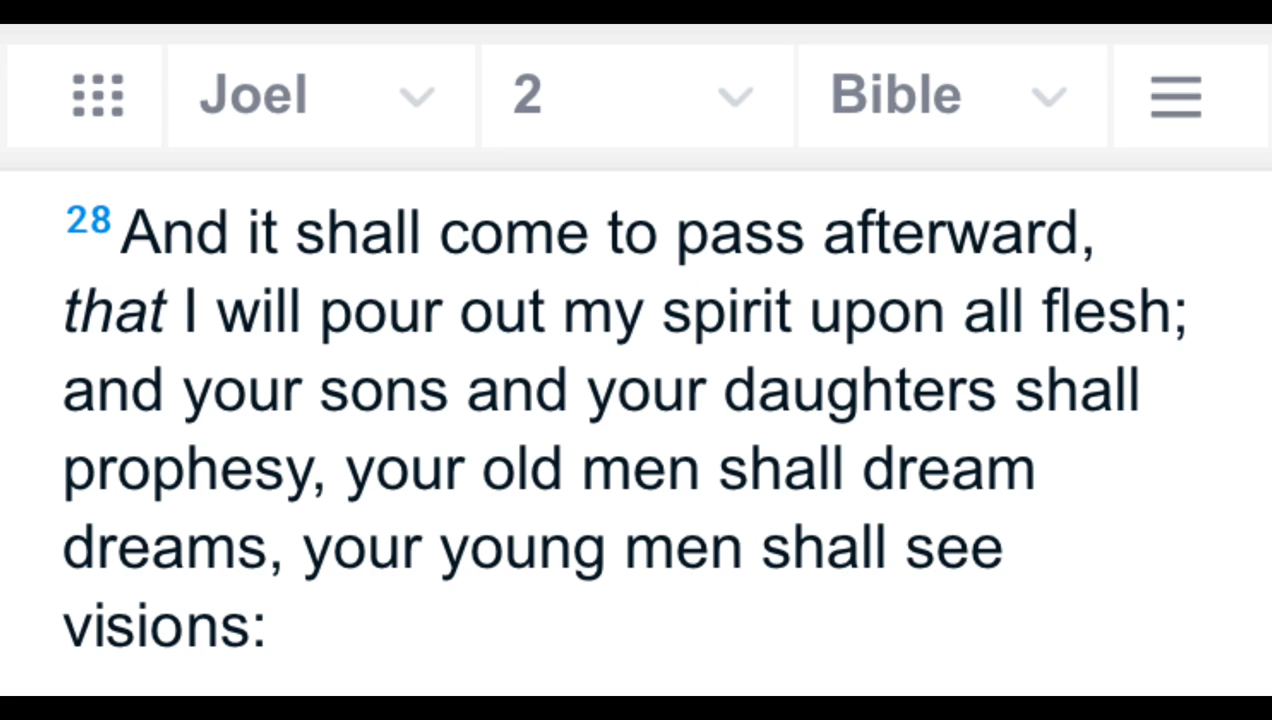 Joel 2 Bible
28 And it shall come to pass afterward,
that I will pour out my spirit upon all flesh;
and your sons and your daughters shall
prophesy, your old men shall dream
dreams, your young men shall see
visions: